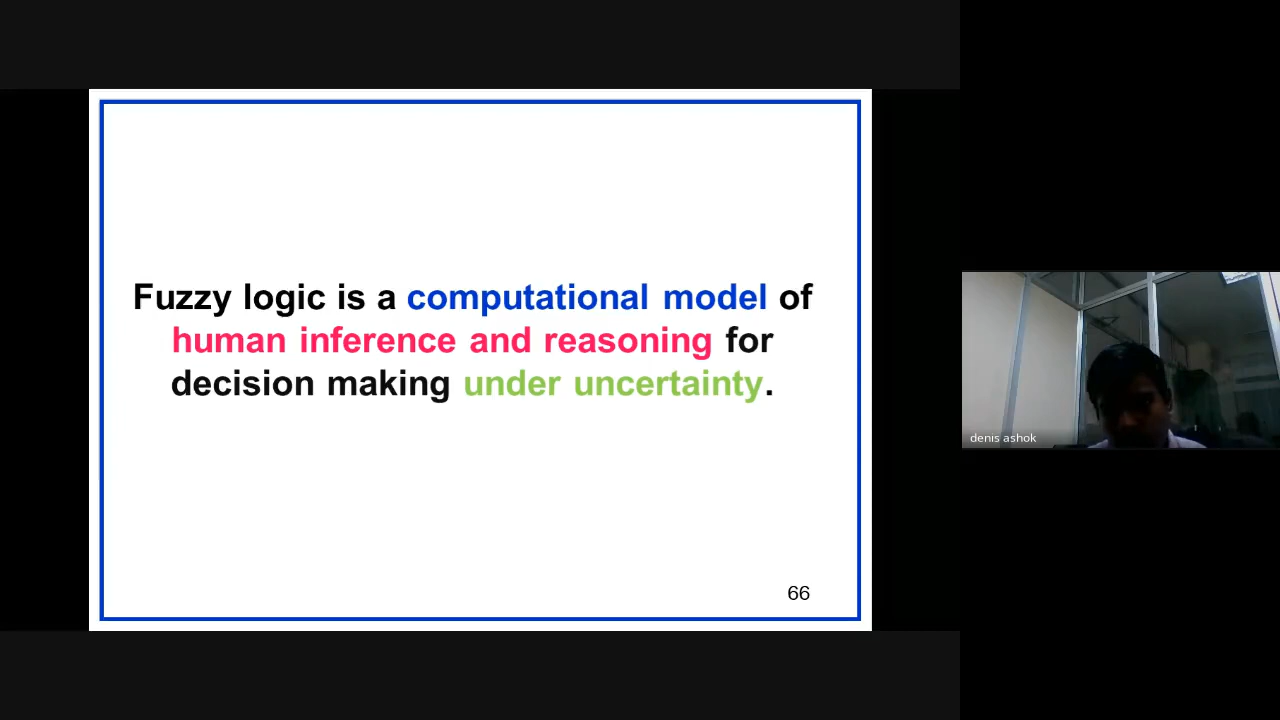 Fuzzy logic is a computational model of
human inference and reasoning for
decision making under uncertainty.
66
denis ashok